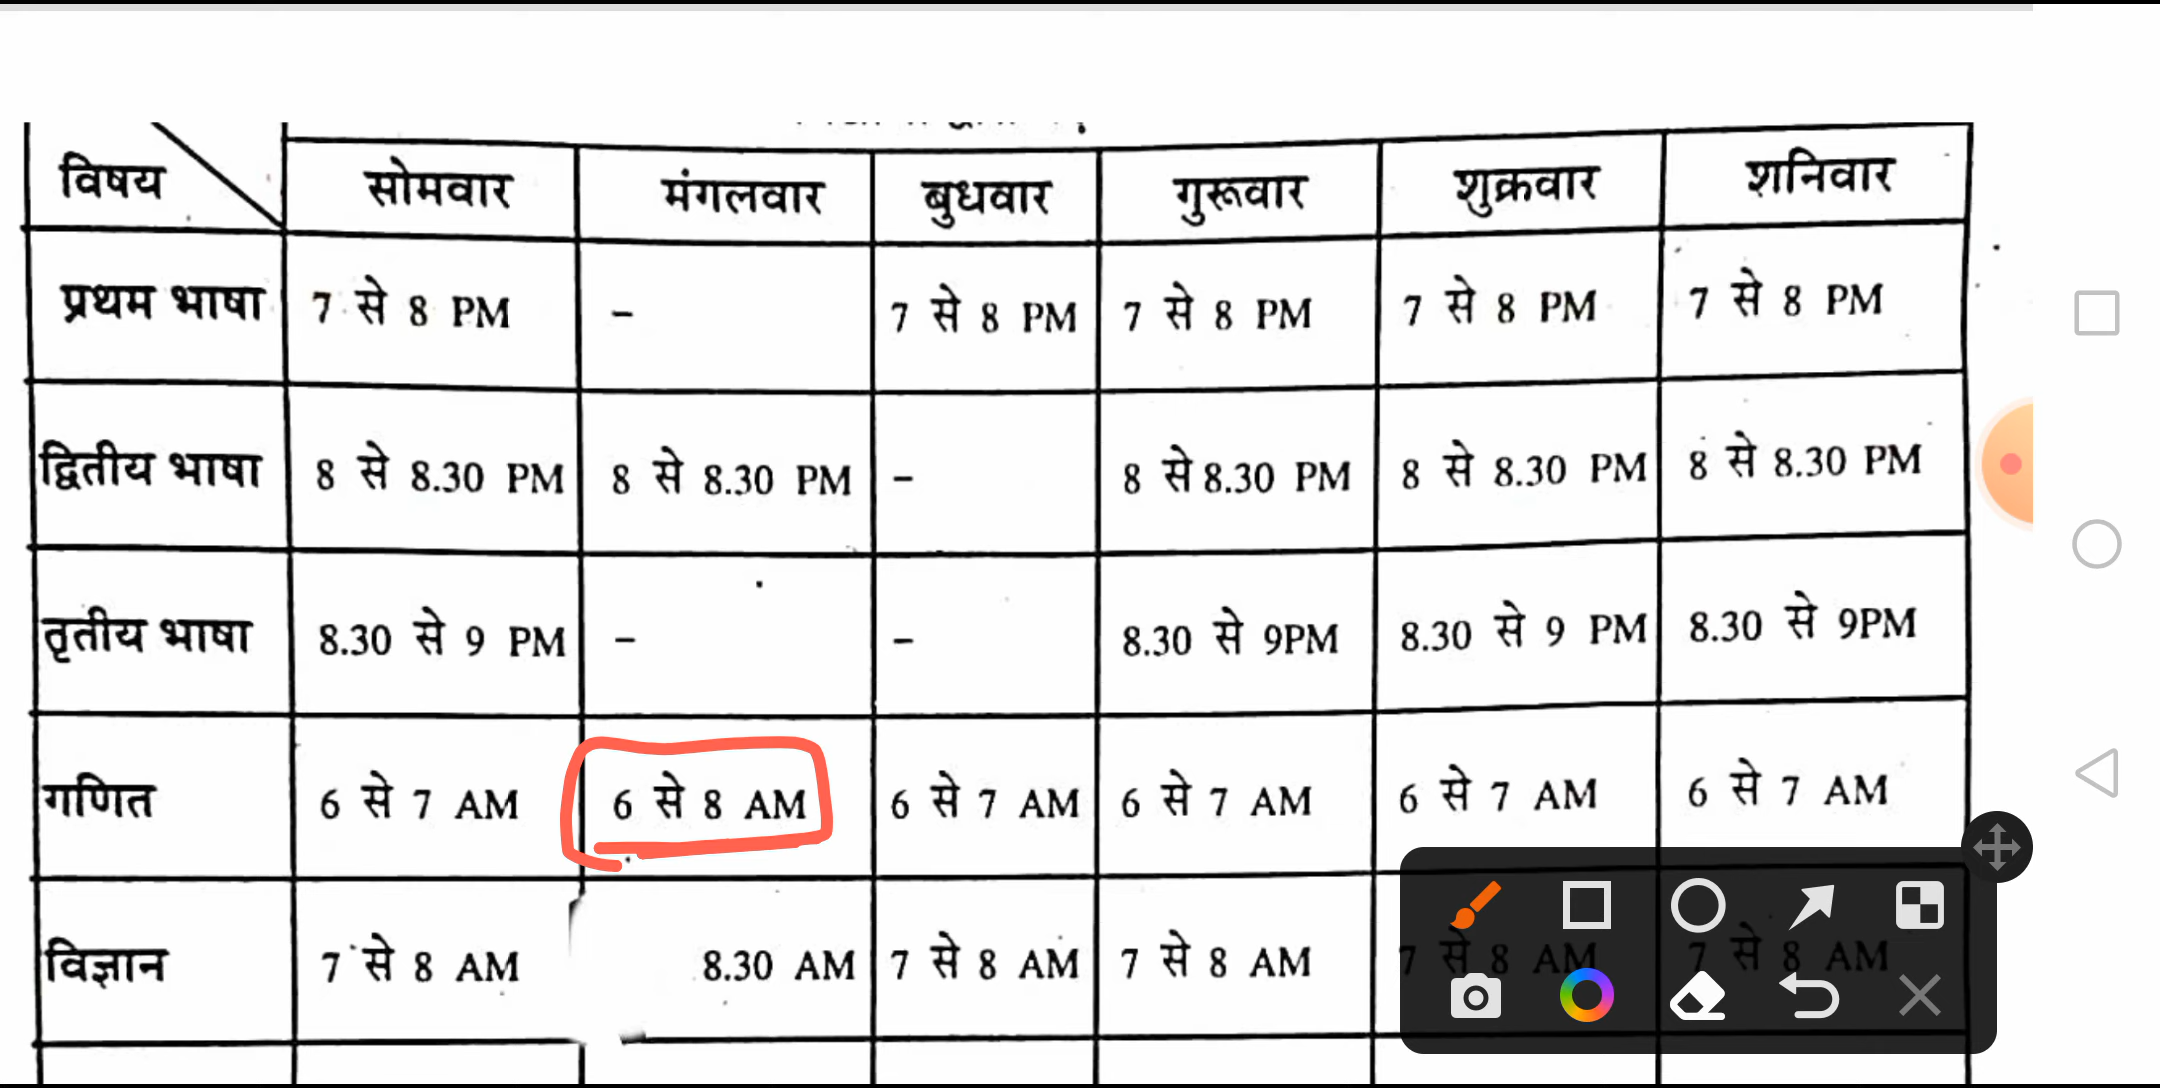 विषय सोमवार मंगलवार बुधवार गुरूवार शुक्रवार शनिवार
प्रथम भाषा 7 से 8 PM – 7 से 8 PM 7 से 8 PM 7 से 8 PM 7 से 8 PM
द्वितीय भाषा 8 से 8.30 PM 8 से 8.30 PM – 8 से 8.30 PM 8 से 8.30 PM 8 से 8.30 PM
तृतीय भाषा 8.30 से 9 PM – – 8.30 से 9PM 8.30 से 9 PM 8.30 से 9PM
गणित 6 से 7 AM 6 से 8 AM 6 से 7 AM 6 से 7 AM 6 से 7 AM 6 से 7 AM
विज्ञान 7 से 8 AM 8.30 AM 7 से 8 AM 7 से 8 AM 7 से 8 AM 7 से 8 AM